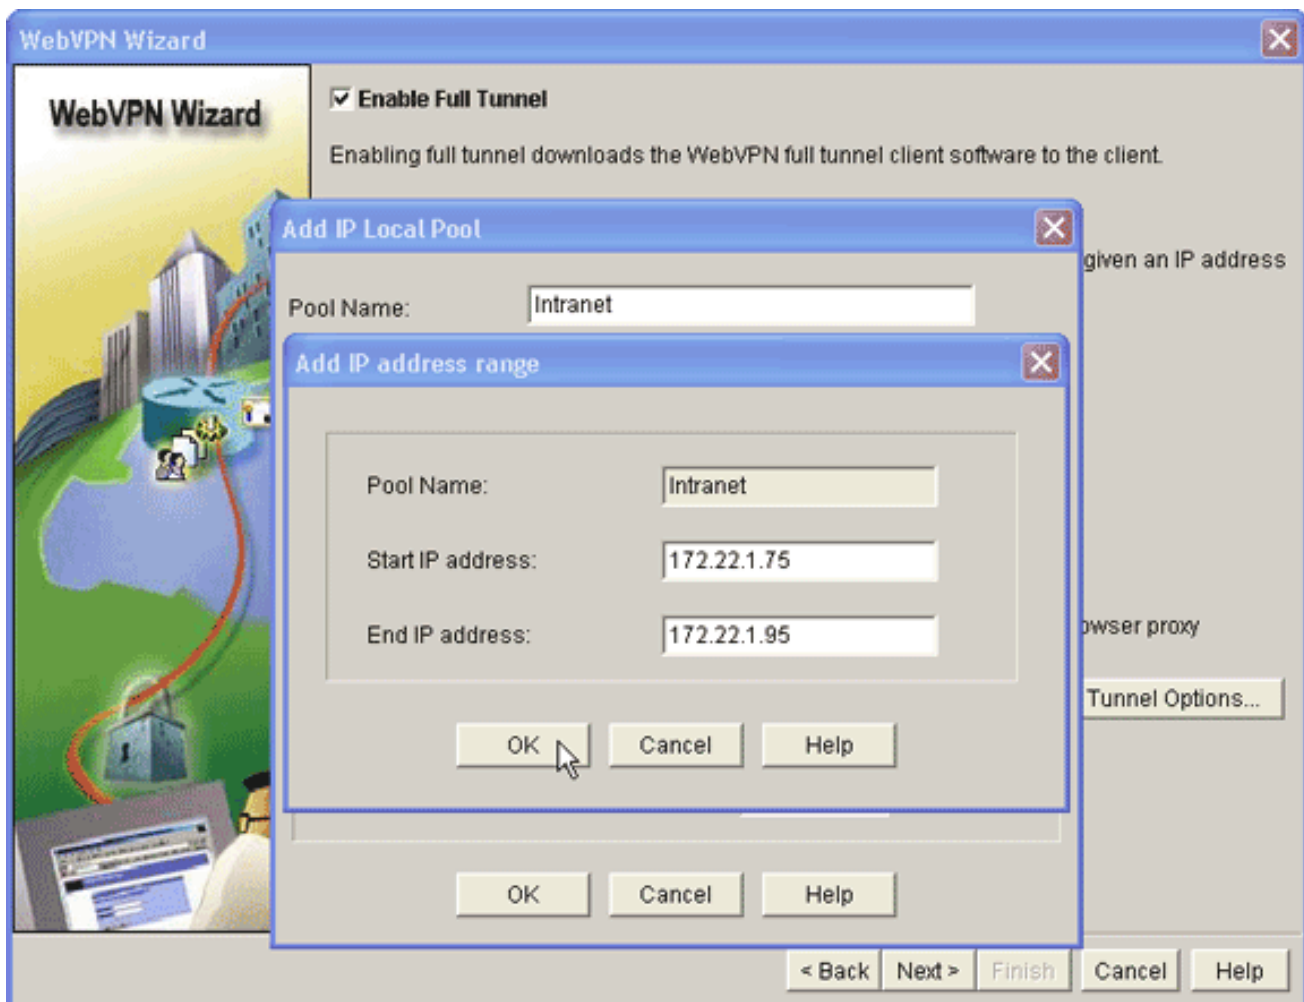 WebVPN Wizard
WebVPN Wizard
Enable Full Tunnel
Enabling full tunnel downloads the WebVPN full tunnel client software to the client.
given an IP address
Add IP Local Pool
Pool Name: Intranet
Add IP address range
Pool Name: Intranet
Start IP address: 172.22.1.75
End IP address: 172.22.1.95
OK Cancel Help
owser proxy
Tunnel Options...
OK Cancel Help
< Back Next > Finish Cancel Help